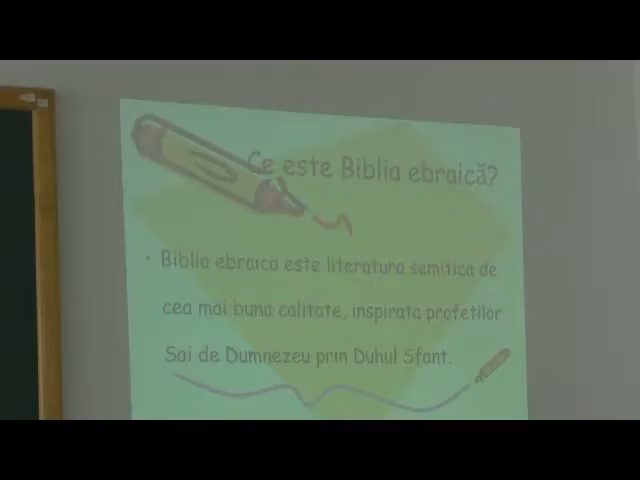 Ce este Biblia ebraică?
• Biblia ebraica este literatura semitica de
cea mai buna calitate, inspirata profetilor
Sai de Dumnezeu prin Duhul Sfant.